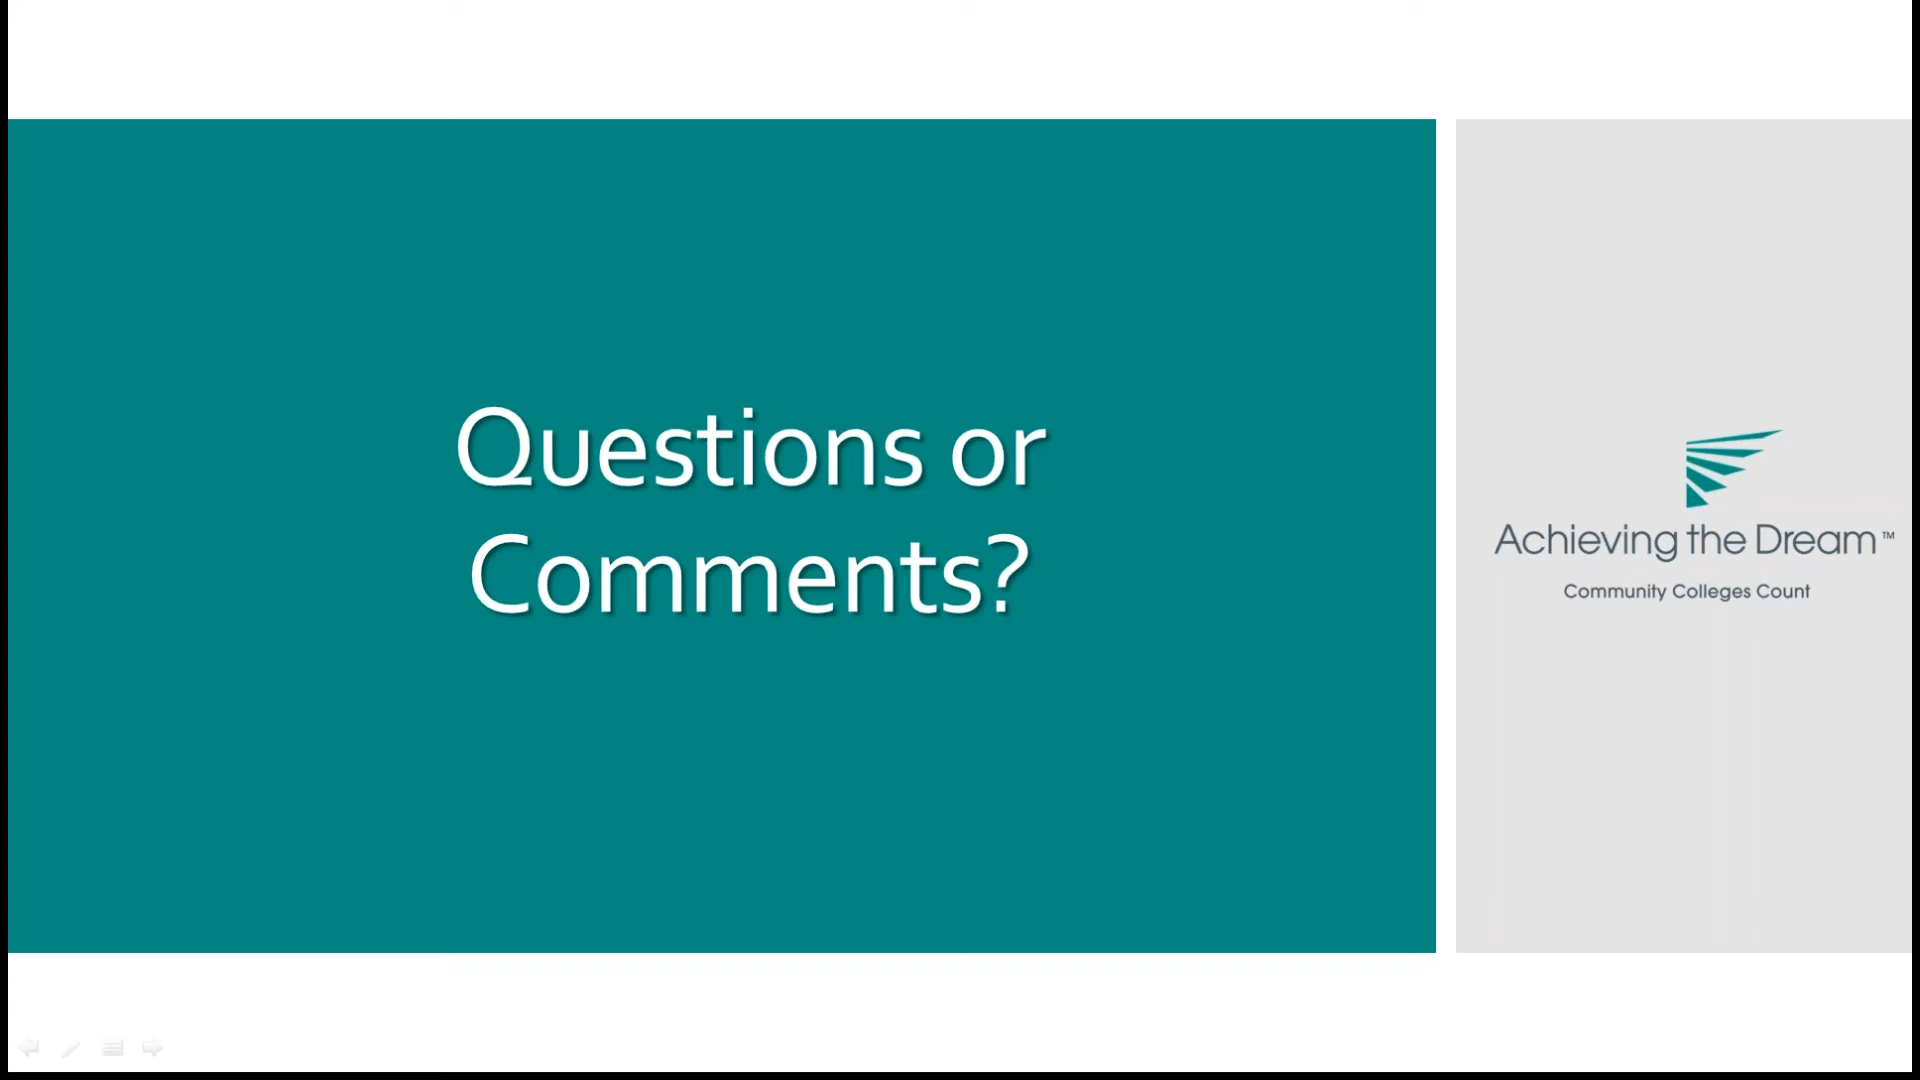 Questions or
Comments?
Achieving the Dream™
Community Colleges Count